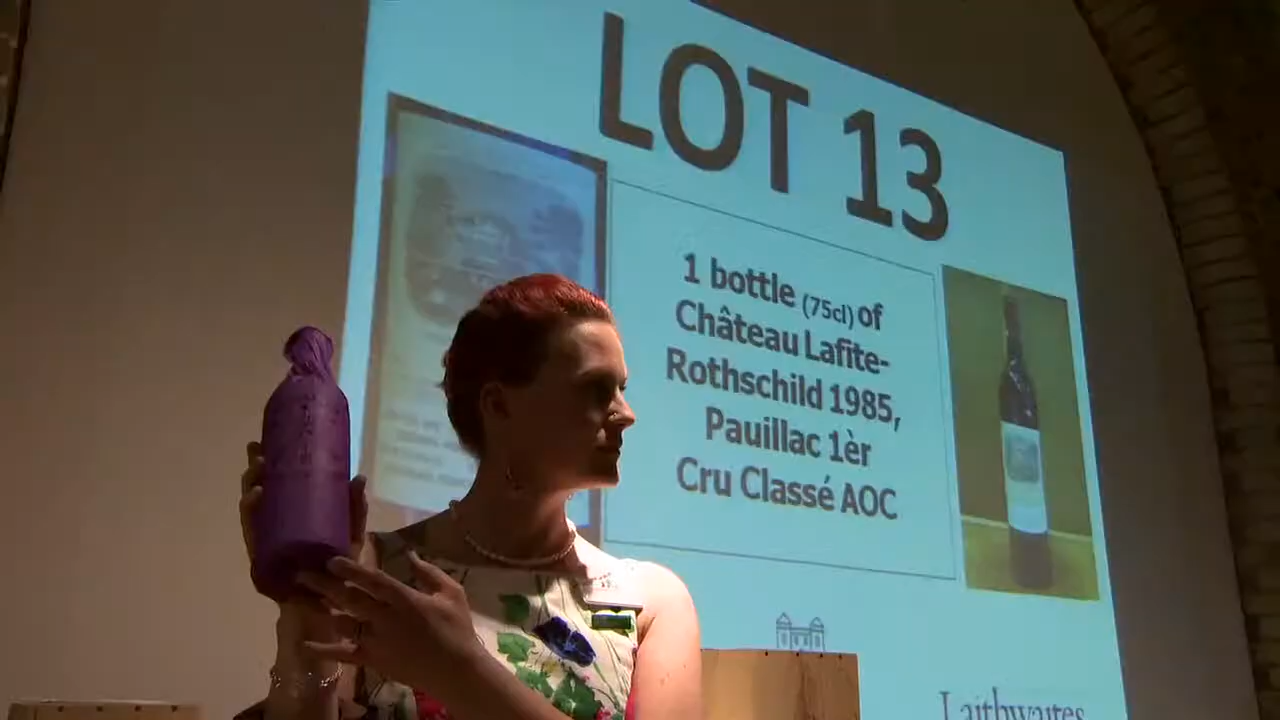 LOT 13
1 bottle (75cl) of
Château Lafite-
Rothschild 1985,
Pauillac 1èr
Cru Classé AOC
Laithwaites